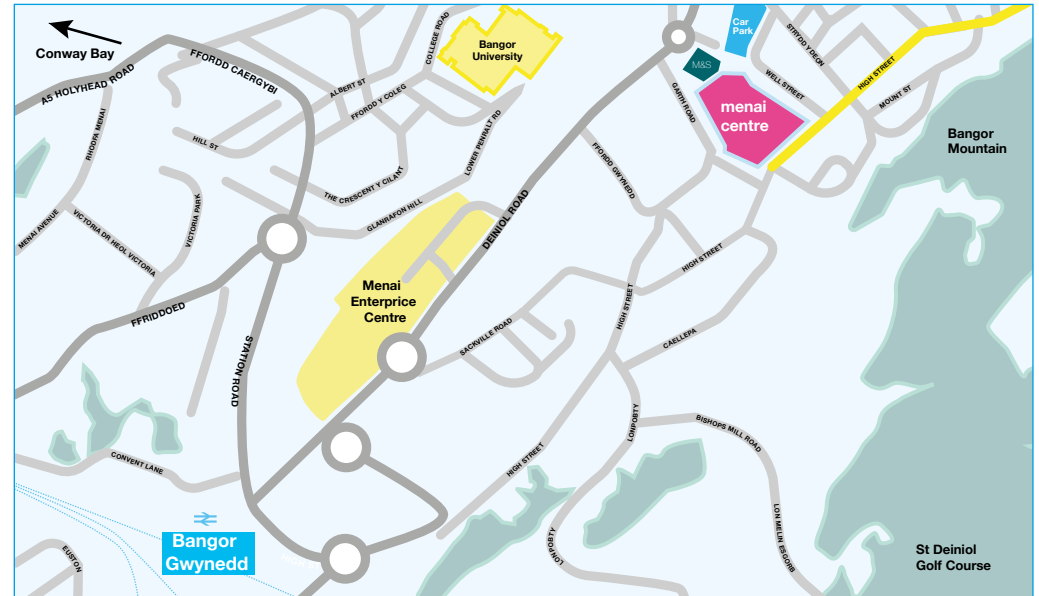 Conway Bay
A5 HOLYHEAD ROAD
FFORDD CAERGYBI
COLLEGE ROAD
Bangor
University
ALBERT ST
FFORDD Y COLEG
Car
Park
M&S
STRYD Y DEON
WELL STREET
HIGH STREET
MOUNT ST
menai
centre
GARTH ROAD
Bangor
Mountain
RHODFA MENAI
HILL ST
LOWER PENRALT RD
THE CRESCENT Y CILANT
FFORDD GWYNEDD
MENAI AVENUE
VICTORIA DR HEOL VICTORIA
VICTORIA PARK
GLANRAFON HILL
DEINIOL ROAD
HIGH STREET
Menai
Enterprice
Centre
FFRIDDOED
HIGH STREET
STATION ROAD
SACKVILLE ROAD
CAELLEPA
LONPOBTY
BISHOPS MILL ROAD
CONVENT LANE
HIGH STREET
LON MELIN ESGORB
LONPOBTY
Bangor
Gwynedd
EUSTON
St Deiniol
Golf Course